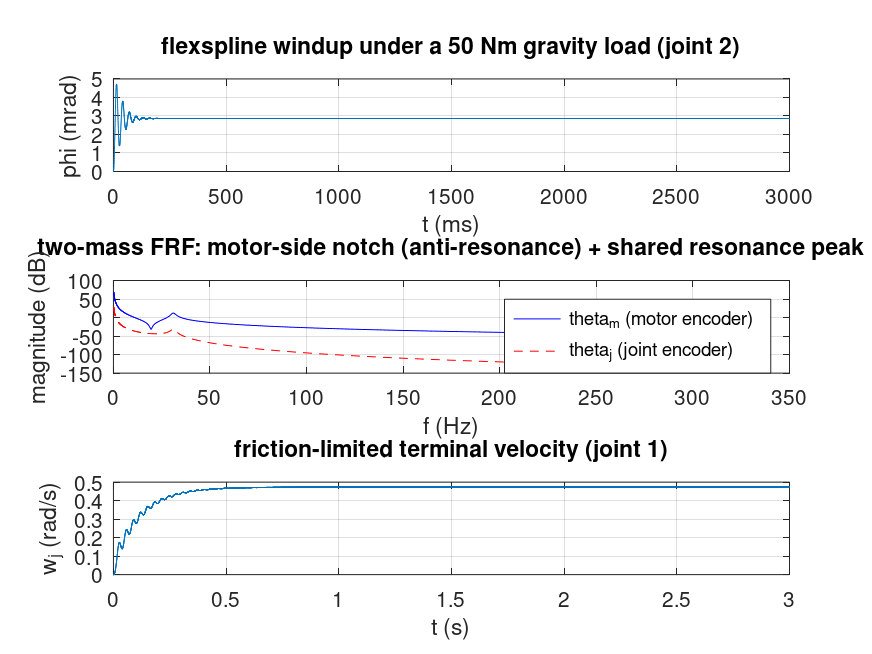 flexspline windup under a 50 Nm gravity load (joint 2)
5
4
3
2
1
0
phi (mrad)
0 500 1000 1500 2000 2500 3000
t (ms)
two-mass FRF: motor-side notch (anti-resonance) + shared resonance peak
100
50
0
-50
-100
-150
magnitude (dB)
theta_m (motor encoder)
theta_j (joint encoder)
0 50 100 150 200 250 300 350
f (Hz)
friction-limited terminal velocity (joint 1)
0.5
0.4
0.3
0.2
0.1
0
w_j (rad/s)
0 0.5 1 1.5 2 2.5 3
t (s)